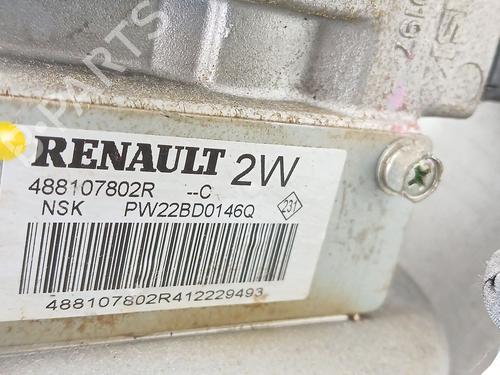 RENAULT 2W
488107802R --C
NSK PW22BD0146Q 231
488107802R412229493